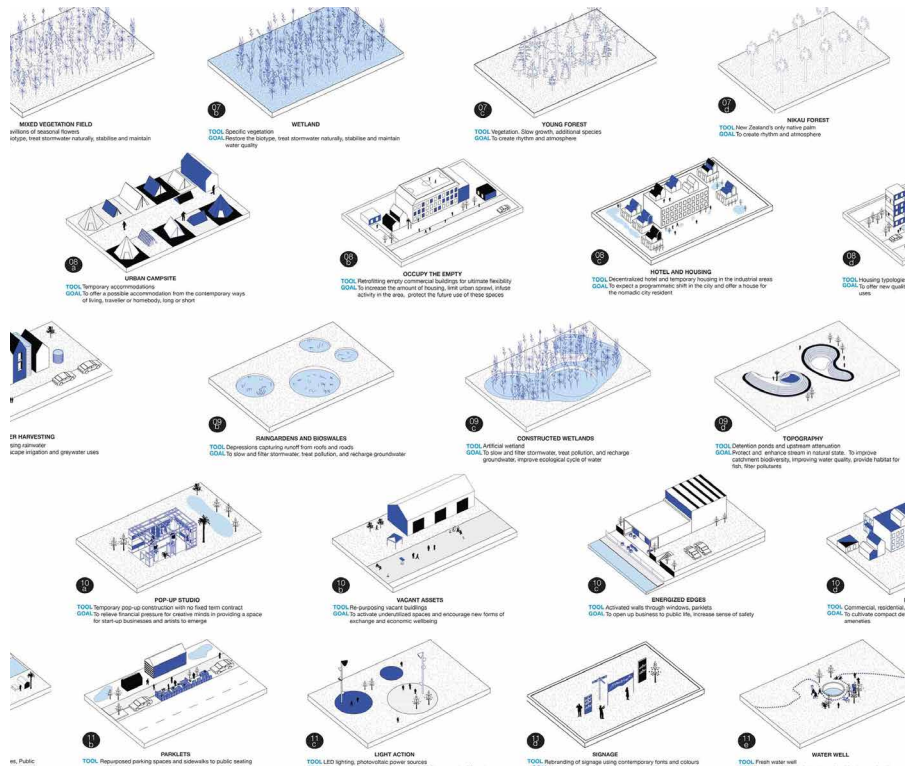 MIXED VEGETATION FIELD
of seasonal flowers
treat stormwater naturally, stabilise and maintain
07
b
WETLAND
TOOL Specific vegetation
GOAL Restore the biotype, treat stormwater naturally, stabilise and maintain
water quality
07
c
YOUNG FOREST
TOOL Vegetation. Slow growth, additional species
GOAL To create rhythm and atmosphere
07
d
NIKAU FOREST
TOOL New Zealand's only native palm
GOAL To create rhythm and atmosphere
08
a
URBAN CAMPSITE
TOOL Temporary accommodations
GOAL To offer a possible accommodation from the contemporary ways
of living, traveller or homebody, long or short
08
b
OCCUPY THE EMPTY
TOOL Retrofitting empty commercial buildings for ultimate flexibility
GOAL To increase the amount of housing, limit urban sprawl, infuse
activity in the area, protect the future use of these species
08
c
HOTEL AND HOUSING
TOOL Decentralized hotel and temporary housing in the industrial areas
GOAL To expect a programmatic shift in the city and offer a house for
the nomadic city resident
08
d
TOOL Housing typologie
GOAL To offer new qualit
uses
ER HARVESTING
sing rainwater
scape irrigation and greywater uses
09
b
RAINGARDENS AND BIOSWALES
TOOL Depressions capturing runoff from roofs and roads
GOAL To slow and filter stormwater, treat pollution, and recharge groundwater
09
c
CONSTRUCTED WETLANDS
TOOL Artificial wetland
GOAL To slow and filter stormwater, treat pollution, and recharge
groundwater, improve ecological cycle of water
09
d
TOPOGRAPHY
TOOL Detention ponds and upstream attenuation
GOAL Protect and enhance stream in natural state. To improve
catchment biodiversity, improving water quality, provide habitat for
fish, filter pollutants
10
a
POP-UP STUDIO
TOOL Temporary pop-up construction with no fixed term contract
GOAL To relieve financial pressure for creative minds in providing a space
for start-up businesses and artists to emerge
10
b
VACANT ASSETS
TOOL Re-purposing vacant buildings
GOAL To activate underutilized spaces and encourage new forms of
exchange and economic wellbeing
10
c
ENERGIZED EDGES
TOOL Activated walls through windows, parklets
GOAL To open up business to public life, increase sense of safety
10
d
TOOL Commercial, residential,
GOAL To cultivate compact de
ameneties
es, Public
11
b
PARKLETS
TOOL Repurposed parking spaces and sidewalks to public seating
11
c
LIGHT ACTION
TOOL LED lighting, photovoltaic power sources
11
d
SIGNAGE
TOOL Rebranding of signage using contemporary fonts and colours
11
e
WATER WELL
TOOL Fresh water well